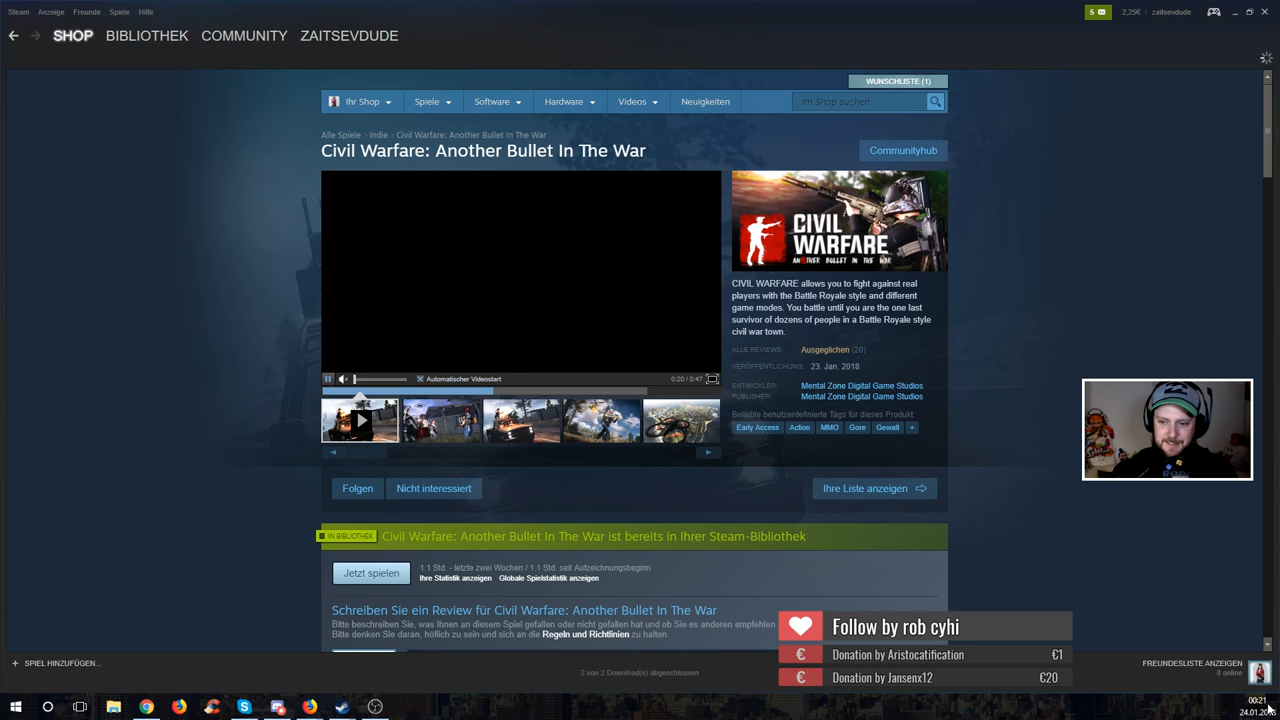 Steam Anzeige Freunde Spiele Hilfe
5 2,25€ zaitsevdude
SHOP BIBLIOTHEK COMMUNITY ZAITSEVDUDE
WUNSCHLISTE (1)
Ihr Shop Spiele Software Hardware Videos Neuigkeiten Im Shop suchen
Alle Spiele > Indie > Civil Warfare: Another Bullet In The War
Civil Warfare: Another Bullet In The War
Communityhub
CIVIL
WARFARE
ANOTHER BULLET IN THE WAR
CIVIL WARFARE allows you to fight against real
players with the Battle Royale style and different
game modes. You battle until you are the one last
survivor of dozens of people in a Battle Royale style
civil war town.
ALLE REVIEWS: Ausgeglichen (20)
VERÖFFENTLICHUNG: 23. Jan. 2018
ENTWICKLER: Mental Zone Digital Game Studios
PUBLISHER: Mental Zone Digital Game Studios
Beliebte benutzerdefinierte Tags für dieses Produkt:
Early Access Action MMO Gore Gewalt +
Automatischer Videostart 0:20 / 0:47
Folgen Nicht interessiert Ihre Liste anzeigen
IN BIBLIOTHEK Civil Warfare: Another Bullet In The War ist bereits in Ihrer Steam-Bibliothek
Jetzt spielen
1.1 Std. - letzte zwei Wochen / 1.1 Std. seit Aufzeichnungsbeginn
Ihre Statistik anzeigen Globale Spielstatistik anzeigen
Schreiben Sie ein Review für Civil Warfare: Another Bullet In The War
Bitte beschreiben Sie, was Ihnen an diesem Spiel gefallen oder nicht gefallen hat und ob Sie es anderen empfehlen.
Bitte denken Sie daran, höflich zu sein und sich an die Regeln und Richtlinien zu halten.
Follow by rob cyhi
€ Donation by Aristocatification €1
€ Donation by Jansenx12 €20
+ SPIEL HINZUFÜGEN...
2 von 2 Download(s) abgeschlossen
FREUNDESLISTE ANZEIGEN
8 online
00:21